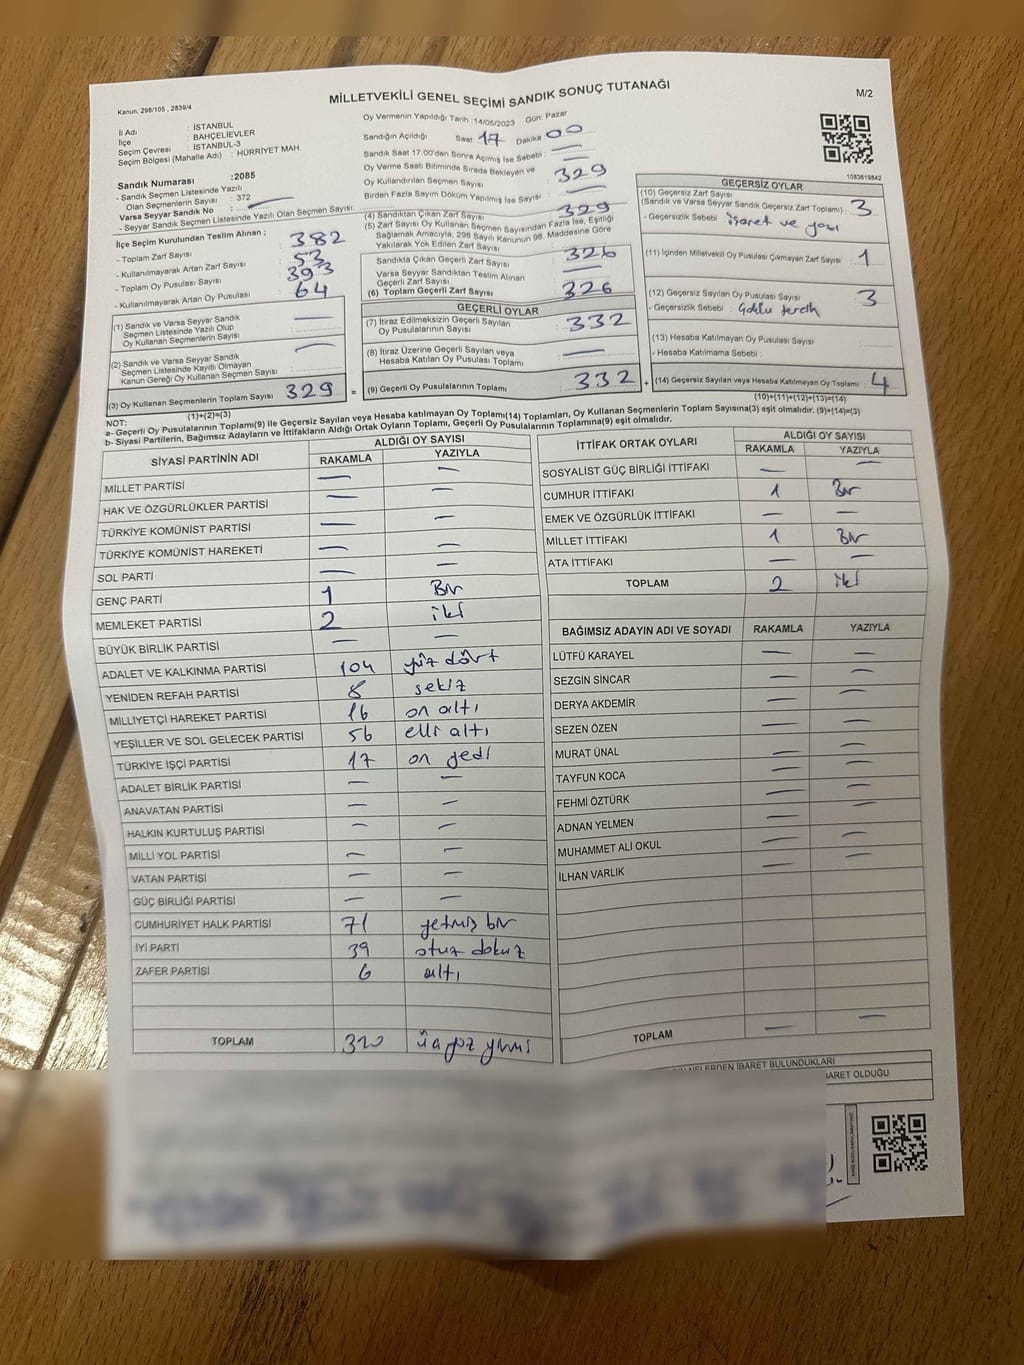 MİLLETVEKİLİ GENEL SEÇİMİ SANDIK SONUÇ TUTANAĞI
M/2
Kanun: 298/105 , 2839/4
İl Adı : İSTANBUL
İlçe : BAHÇELİEVLER
Seçim Çevresi : İSTANBUL-3
Seçim Bölgesi (Mahalle Adı) : HÜRRİYET MAH.
Sandık Numarası :2085
- Sandık Seçmen Listesinde Yazılı Olan Seçmenlerin Sayısı : 372
Varsa Seyyar Sandık No : —
- Seyyar Sandık Seçmen Listesinde Yazılı Olan Seçmen Sayısı.
İlçe Seçim Kurulundan Teslim Alınan ;
- Toplam Zarf Sayısı : 382
- Kullanılmayarak Artan Zarf Sayısı : 53
- Toplam Oy Pusulası Sayısı : 393
- Kullanılmayarak Artan Oy Pusulası : 64
(1) Sandık ve Varsa Seyyar Sandık
Seçmen Listesinde Yazılı Olup
Oy Kullanan Seçmenlerin Sayısı —
(2) Sandık ve Varsa Seyyar Sandık
Seçmen Listesinde Kayıtlı Olmayan
Kanun Gereği Oy Kullanan Seçmen Sayısı —
(3) Oy Kullanan Seçmenlerin Toplam Sayısı 329
(1)+(2)=(3)
Oy Vermenin Yapıldığı Tarih :14/05/2023 Gün: Pazar
Sandığın Açıldığı Saat 17 Dakika 00
Sandık Saat 17.00'den Sonra Açılmış İse Sebebi : —
Oy Verme Saati Bitiminde Sırada Bekleyen ve
Oy Kullandırılan Seçmen Sayısı 329
Birden Fazla Sayım Döküm Yapılmış İse Sayısı : —
(4) Sandıktan Çıkan Zarf Sayısı 329
(5) Zarf Sayısı Oy Kullanan Seçmen Sayısından Fazla İse, Eşitliği
Sağlamak Amacıyla, 298 Sayılı Kanunun 98. Maddesine Göre
Yakılarak Yok Edilen Zarf Sayısı
Sandıkta Çıkan Geçerli Zarf Sayısı 326
Varsa Seyyar Sandıktan Teslim Alınan
Geçerli Zarf Sayısı : —
(6) Toplam Geçerli Zarf Sayısı 326
GEÇERLİ OYLAR
(7) İtiraz Edilmeksizin Geçerli Sayılan
Oy Pusulalarının Sayısı 332
(8) İtiraz Üzerine Geçerli Sayılan veya
Hesaba Katılan Oy Pusulası Toplamı —
= (9) Geçerli Oy Pusulalarının Toplamı 332
1083619842
GEÇERSİZ OYLAR
(10) Geçersiz Zarf Sayısı
(Sandık ve Varsa Seyyar Sandık Geçersiz Zarf Toplamı) : 3
- Geçersizlik Sebebi : işaret ve yazı
(11) İçinden Milletvekili Oy Pusulası Çıkmayan Zarf Sayısı : 1
(12) Geçersiz Sayılan Oy Pusulası Sayısı 3
- Geçersizlik Sebebi : Çoklu tercih
(13) Hesaba Katılmayan Oy Pusulası Sayısı
- Hesaba Katılmama Sebebi :
+ (14) Geçersiz Sayılan veya Hesaba Katılmayan Oy Toplamı : 4
(10)+(11)+(12)+(13)=(14)
NOT:
a- Geçerli Oy Pusulalarının Toplamı(9) ile Geçersiz Sayılan veya Hesaba katılmayan Oy Toplamı(14) Toplamları, Oy Kullanan Seçmenlerin Toplam Sayısına(3) eşit olmalıdır. (9)+(14)=(3)
b- Siyasi Partilerin, Bağımsız Adayların ve İttifakların Aldığı Ortak Oyların Toplamı, Geçerli Oy Pusulalarının Toplamına(9) eşit olmalıdır.
SİYASİ PARTİNİN ADI ALDIĞI OY SAYISI
RAKAMLA YAZIYLA
MİLLET PARTİSİ — —
HAK VE ÖZGÜRLÜKLER PARTİSİ — —
TÜRKİYE KOMÜNİST PARTİSİ — —
TÜRKİYE KOMÜNİST HAREKETİ — —
SOL PARTİ — —
GENÇ PARTİ 1 Bir
MEMLEKET PARTİSİ 2 iki
BÜYÜK BİRLİK PARTİSİ — —
ADALET VE KALKINMA PARTİSİ 104 yüz dört
YENİDEN REFAH PARTİSİ 8 sekiz
MİLLİYETÇİ HAREKET PARTİSİ 16 on altı
YEŞİLLER VE SOL GELECEK PARTİSİ 56 elli altı
TÜRKİYE İŞÇİ PARTİSİ 17 on yedi
ADALET BİRLİK PARTİSİ — —
ANAVATAN PARTİSİ — —
HALKIN KURTULUŞ PARTİSİ — —
MİLLİ YOL PARTİSİ — —
VATAN PARTİSİ — —
GÜÇ BİRLİĞİ PARTİSİ — —
CUMHURİYET HALK PARTİSİ 71 yetmiş bir
İYİ PARTİ 39 otuz dokuz
ZAFER PARTİSİ 6 altı
TOPLAM 320 üç yüz yirmi
İTTİFAK ORTAK OYLARI ALDIĞI OY SAYISI
RAKAMLA YAZIYLA
SOSYALİST GÜÇ BİRLİĞİ İTTİFAKI — —
CUMHUR İTTİFAKI 1 Bir
EMEK VE ÖZGÜRLÜK İTTİFAKI — —
MİLLET İTTİFAKI 1 Bir
ATA İTTİFAKI — —
TOPLAM 2 iki
BAĞIMSIZ ADAYIN ADI VE SOYADI RAKAMLA YAZIYLA
LÜTFÜ KARAYEL — —
SEZGİN SİNCAR — —
DERYA AKDEMİR — —
SEZEN ÖZEN — —
MURAT ÜNAL — —
TAYFUN KOCA — —
FEHMİ ÖZTÜRK — —
ADNAN YELMEN — —
MUHAMMET ALİ OKUL — —
İLHAN VARLIK — —
TOPLAM — —
İBARET BULUNDUKLARI
İBARET OLDUĞU